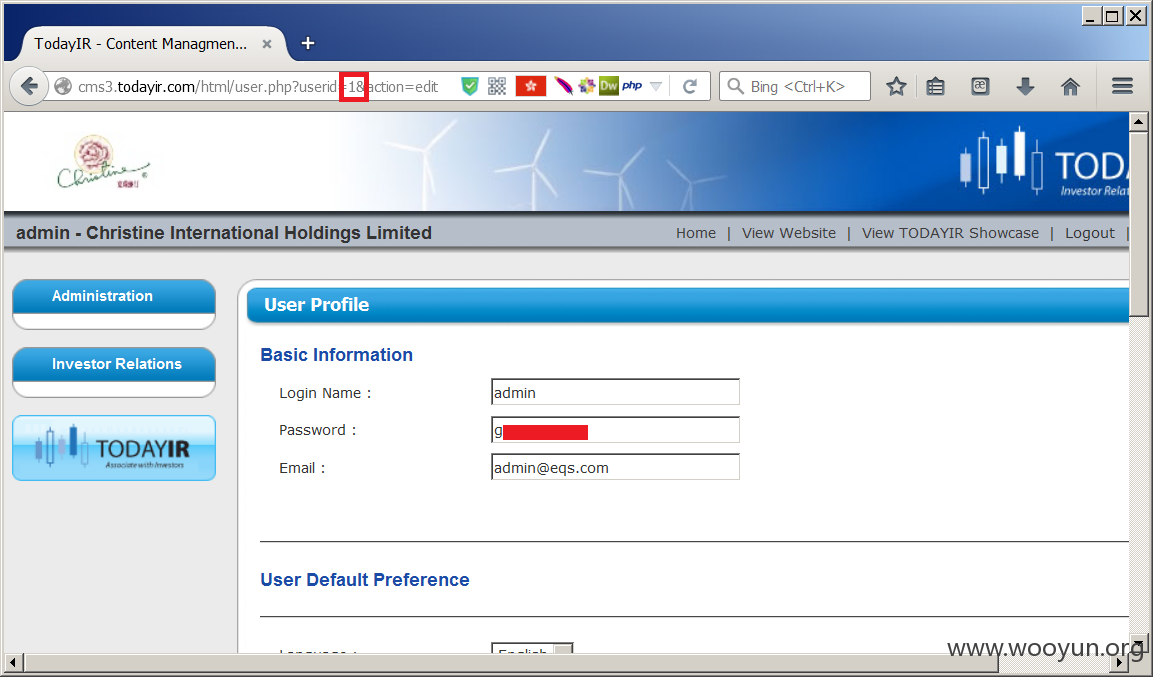 TodayIR - Content Managmen...
cms3.todayir.com/html/user.php?userid=1&action=edit
Dw
php
Bing <Ctrl+K>
Christine
TODA
Investor Relat
admin - Christine International Holdings Limited
Home | View Website | View TODAYIR Showcase | Logout |
Administration
Investor Relations
TODAYIR
Associate with Investors
User Profile
Basic Information
Login Name : admin
Password : g
Email : admin@eqs.com
User Default Preference
Language : English
www.wooyun.org